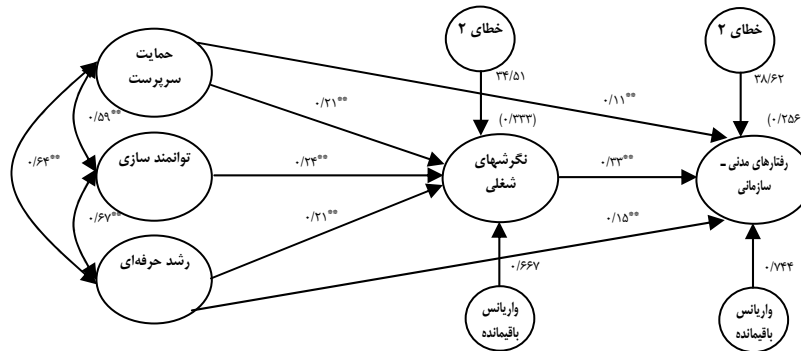 خطای ۲
خطای ۲
حمایت
سرپرست
۳۴/۵۱
۳۸/۶۲
۰/۱۱**
۰/۲۱**
۰/۵۹**
(۰/۳۳۳)
(۰/۲۵۶
۰/۶۴**
توانمند سازی
۰/۲۴**
نگرشهای
شغلی
۰/۳۳**
رفتارهای مدنی –
سازمانی
۰/۶۷**
۰/۲۱**
۰/۱۵**
رشد حرفه‌ای
۰/۶۶۷
۰/۷۴۴
واریانس
باقیمانده
واریانس
باقیمانده